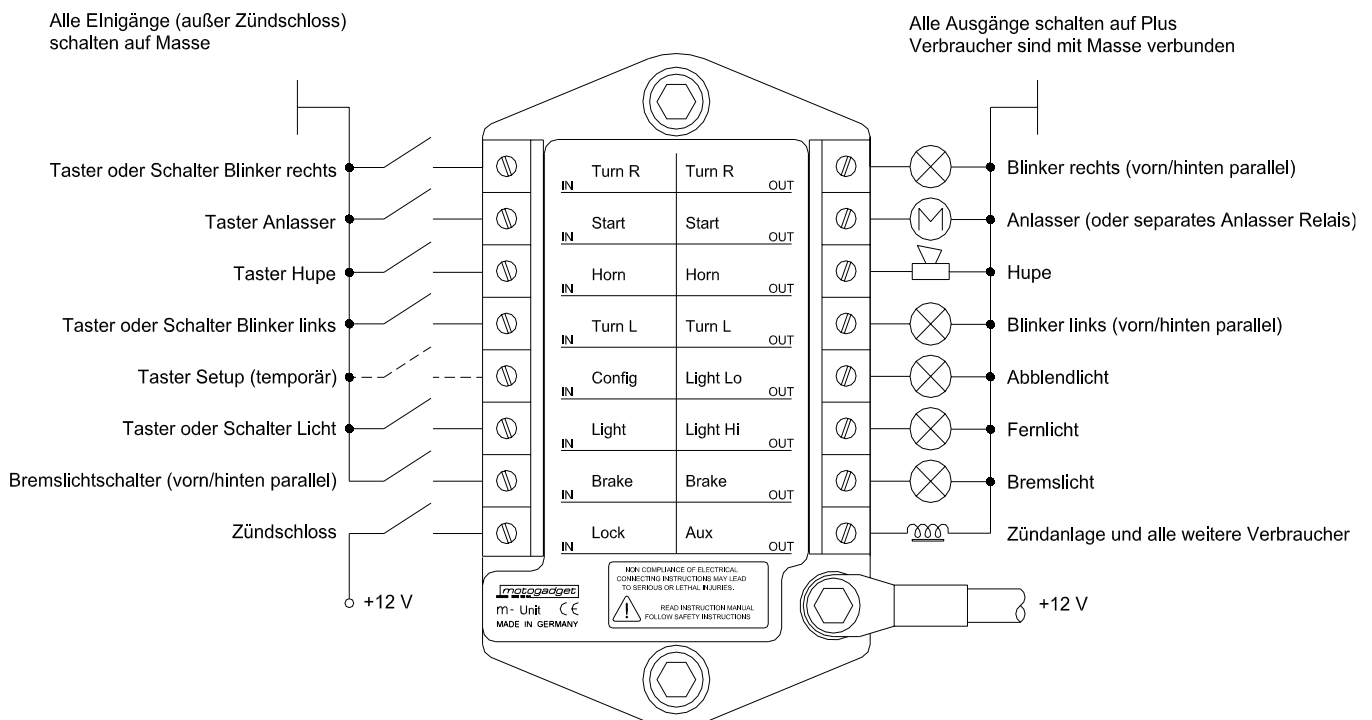 Alle EInigänge (außer Zündschloss)
schalten auf Masse
Alle Ausgänge schalten auf Plus
Verbraucher sind mit Masse verbunden
Taster oder Schalter Blinker rechts
IN Turn R Turn R OUT
Blinker rechts (vorn/hinten parallel)
Taster Anlasser
IN Start Start OUT
M
Anlasser (oder separates Anlasser Relais)
Taster Hupe
IN Horn Horn OUT
Hupe
Taster oder Schalter Blinker links
IN Turn L Turn L OUT
Blinker links (vorn/hinten parallel)
Taster Setup (temporär)
IN Config Light Lo OUT
Abblendlicht
Taster oder Schalter Licht
IN Light Light Hi OUT
Fernlicht
Bremslichtschalter (vorn/hinten parallel)
IN Brake Brake OUT
Bremslicht
Zündschloss
IN Lock Aux OUT
Zündanlage und alle weitere Verbraucher
+12 V
motogadget
m- Unit CE
MADE IN GERMANY
NON COMPLIANCE OF ELECTRICAL
CONNECTING INSTRUCTIONS MAY LEAD
TO SERIOUS OR LETHAL INJURIES.
!
READ INSTRUCTION MANUAL
FOLLOW SAFETY INSTRUCTIONS
+12 V